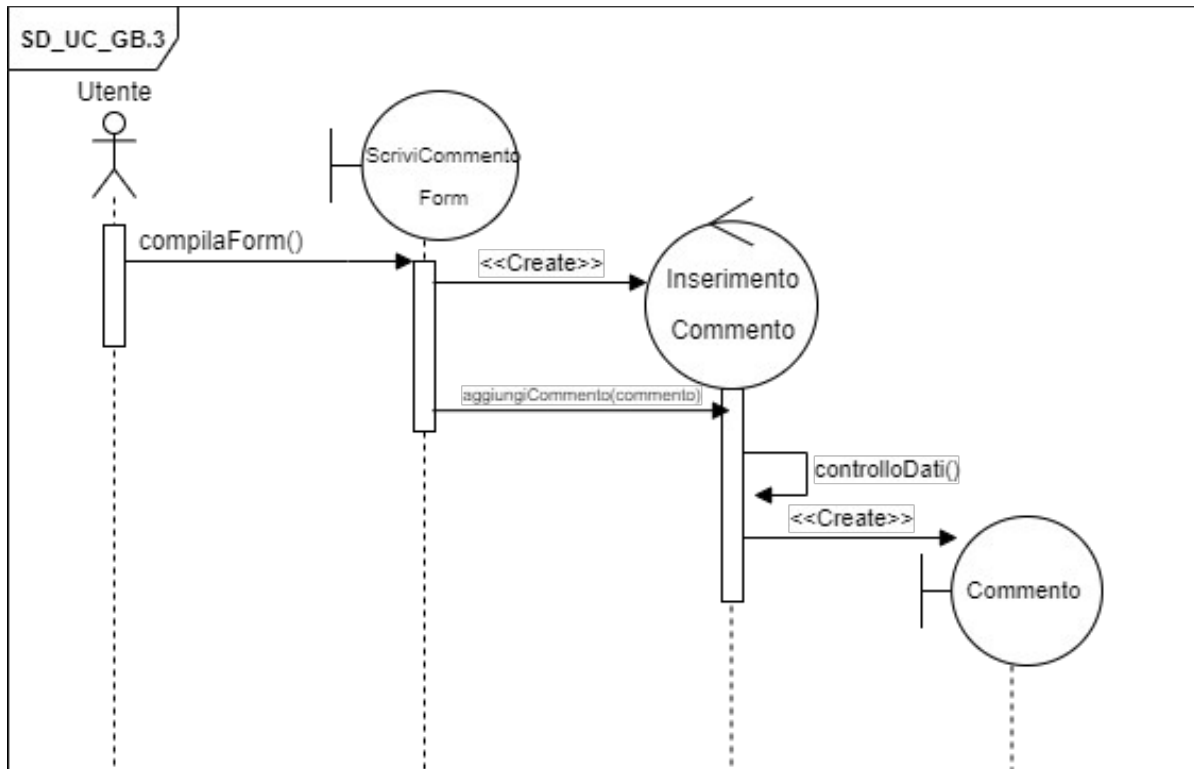 SD_UC_GB.3
Utente
ScriviCommento
Form
compilaForm()
<<Create>>
Inserimento
Commento
aggiungiCommento(commento)
controlloDati()
<<Create>>
Commento